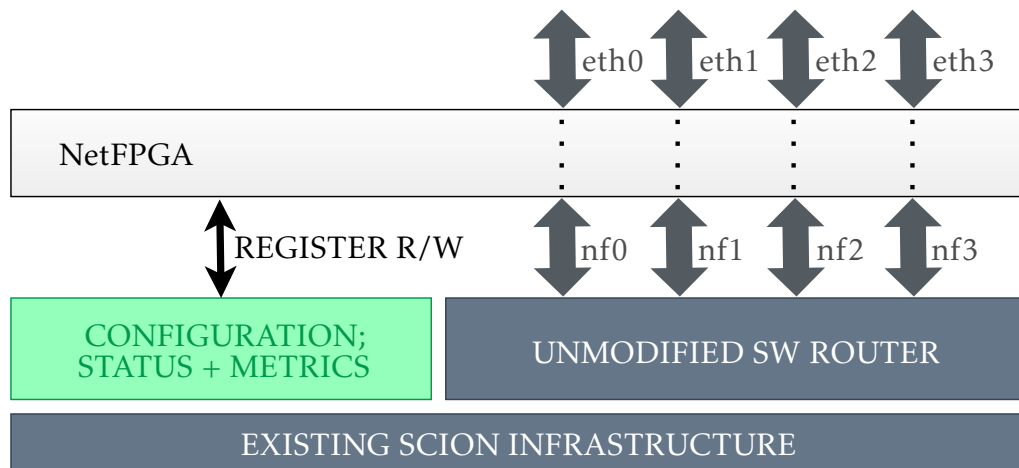 eth0 eth1 eth2 eth3
NetFPGA
REGISTER R/W
nf0 nf1 nf2 nf3
CONFIGURATION;
STATUS + METRICS
UNMODIFIED SW ROUTER
EXISTING SCION INFRASTRUCTURE